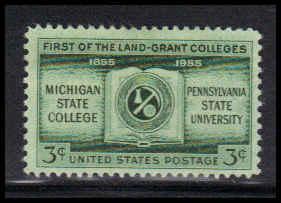 FIRST OF THE LAND-GRANT COLLEGES
1855 1955
MICHIGAN STATE COLLEGE
PENNSYLVANIA STATE UNIVERSITY
3¢ UNITED STATES POSTAGE 3¢